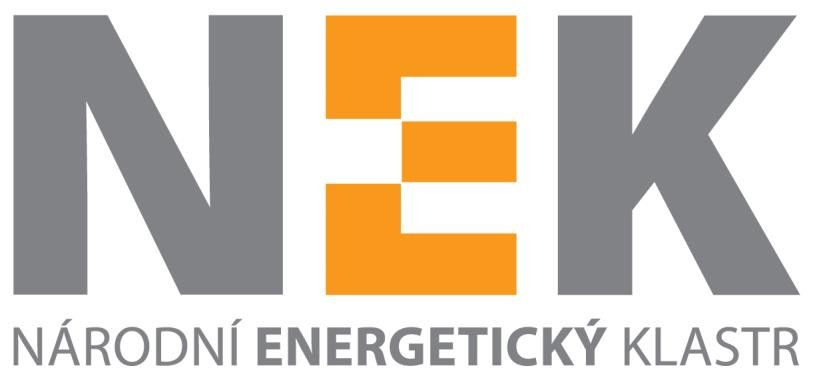 NEK
NÁRODNÍ ENERGETICKÝ KLASTR